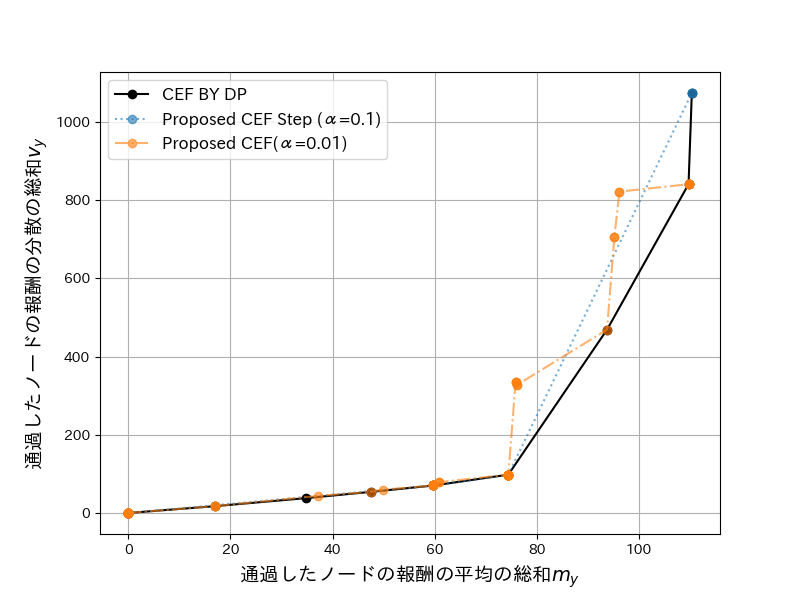 CEF BY DP
Proposed CEF Step (α=0.1)
Proposed CEF(α=0.01)
通過したノードの報酬の分散の総和v_y
1000
800
600
400
200
0
0 20 40 60 80 100
通過したノードの報酬の平均の総和m_y